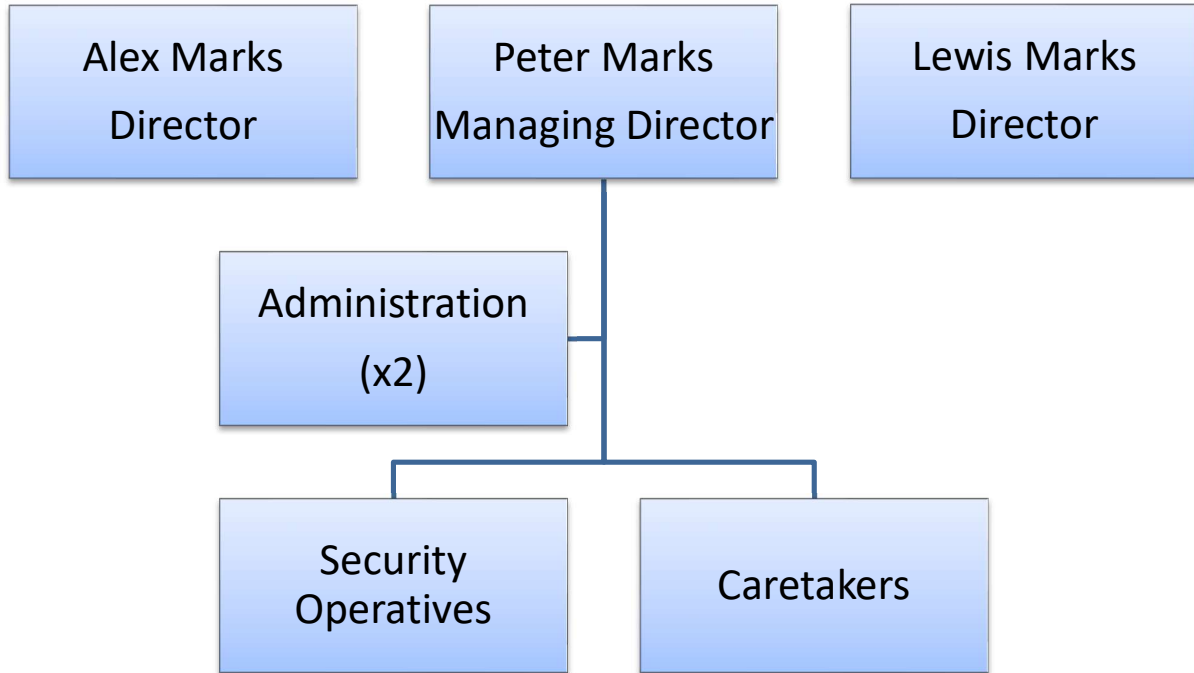 Alex Marks
Director
Peter Marks
Managing Director
Lewis Marks
Director
Administration
(x2)
Security
Operatives
Caretakers